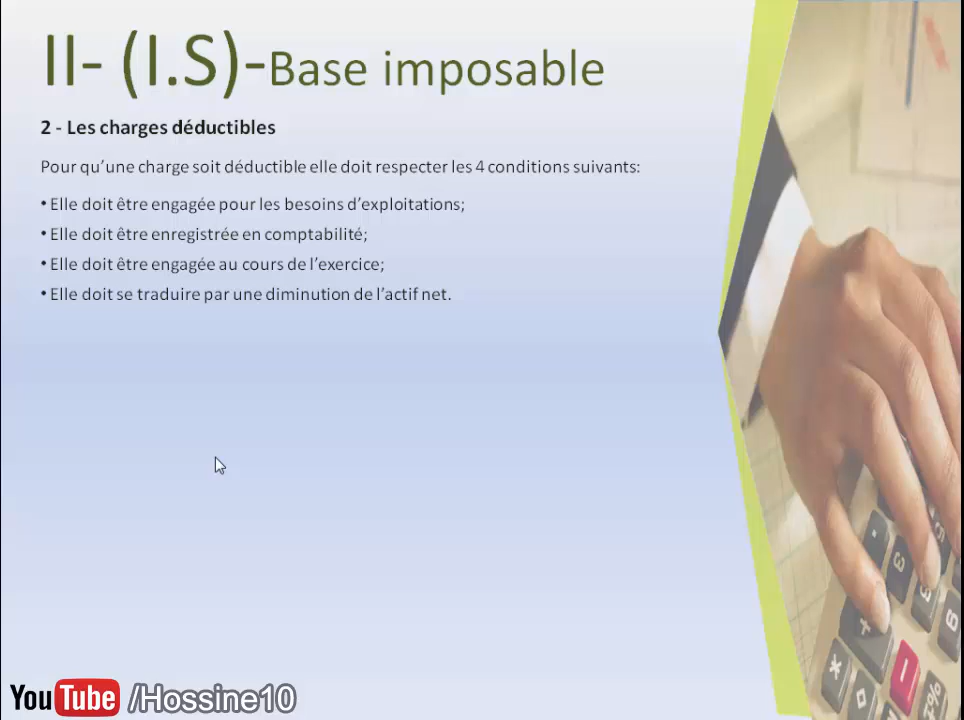 II- (I.S)-Base imposable
2 - Les charges déductibles
Pour qu’une charge soit déductible elle doit respecter les 4 conditions suivants:
• Elle doit être engagée pour les besoins d’exploitations;
• Elle doit être enregistrée en comptabilité;
• Elle doit être engagée au cours de l’exercice;
• Elle doit se traduire par une diminution de l’actif net.
YouTube /Hossine10